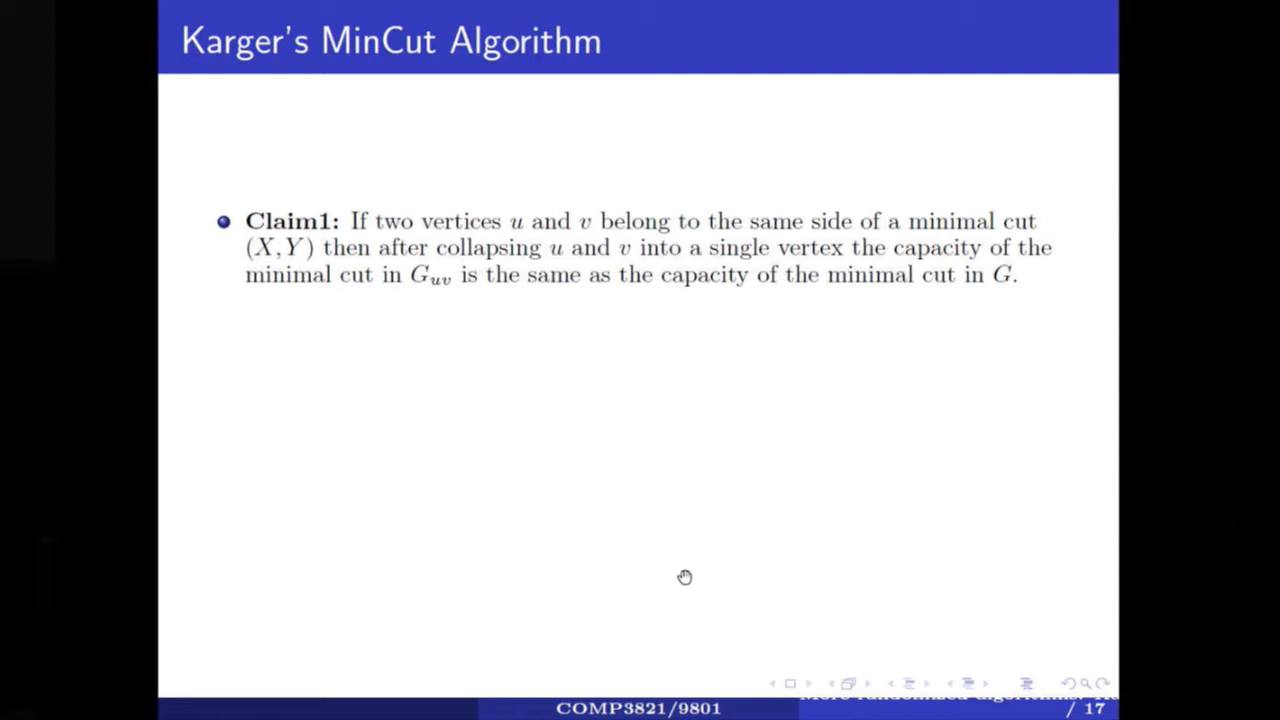 Karger's MinCut Algorithm
Claim1: If two vertices u and v belong to the same side of a minimal cut
(X, Y) then after collapsing u and v into a single vertex the capacity of the
minimal cut in G_{uv} is the same as the capacity of the minimal cut in G.
COMP3821/9801
/ 17